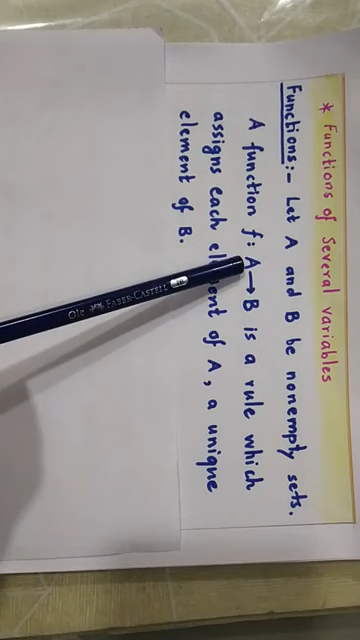 * Functions of Several variables
Functions:- Let A and B be nonempty sets.
A function f: A→B is a rule which
assigns each of A, a unique
element of B.
FABER-CASTELL